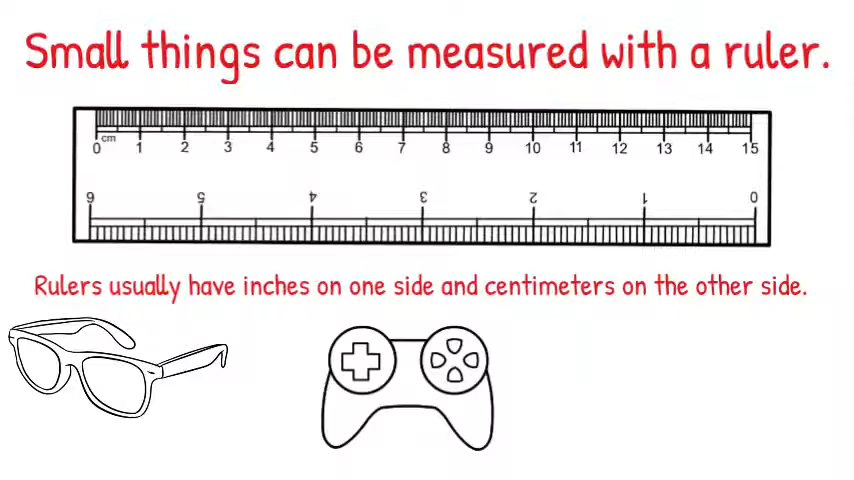 Small things can be measured with a ruler.
cm
0 1 2 3 4 5 6 7 8 9 10 11 12 13 14 15
6 5 4 3 2 1 0
Rulers usually have inches on one side and centimeters on the other side.